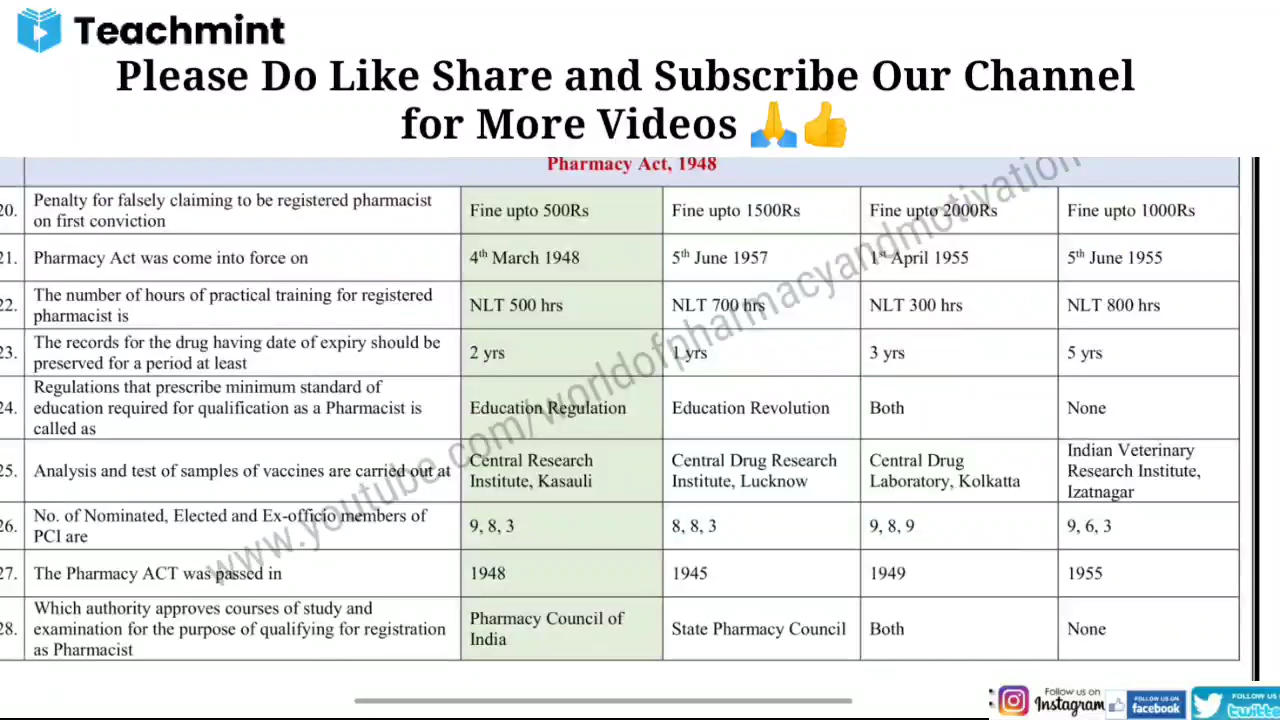 Teachmint
Please Do Like Share and Subscribe Our Channel
for More Videos 🙏👍
Pharmacy Act, 1948
20. Penalty for falsely claiming to be registered pharmacist
on first conviction
Fine upto 500Rs
Fine upto 1500Rs
Fine upto 2000Rs
Fine upto 1000Rs
21. Pharmacy Act was come into force on
4th March 1948
5th June 1957
1st April 1955
5th June 1955
22. The number of hours of practical training for registered
pharmacist is
NLT 500 hrs
NLT 700 hrs
NLT 300 hrs
NLT 800 hrs
23. The records for the drug having date of expiry should be
preserved for a period at least
2 yrs
1 yrs
3 yrs
5 yrs
24. Regulations that prescribe minimum standard of
education required for qualification as a Pharmacist is
called as
Education Regulation
Education Revolution
Both
None
25. Analysis and test of samples of vaccines are carried out at
Central Research
Institute, Kasauli
Central Drug Research
Institute, Lucknow
Central Drug
Laboratory, Kolkatta
Indian Veterinary
Research Institute,
Izatnagar
26. No. of Nominated, Elected and Ex-officio members of
PCI are
9, 8, 3
8, 8, 3
9, 8, 9
9, 6, 3
27. The Pharmacy ACT was passed in
1948
1945
1949
1955
28. Which authority approves courses of study and
examination for the purpose of qualifying for registration
as Pharmacist
Pharmacy Council of
India
State Pharmacy Council
Both
None
www.youtube.com/worldofpharmacyandmotivation
Follow us on
Instagram
FOLLOW US ON
facebook
FOLLOW US
twitte